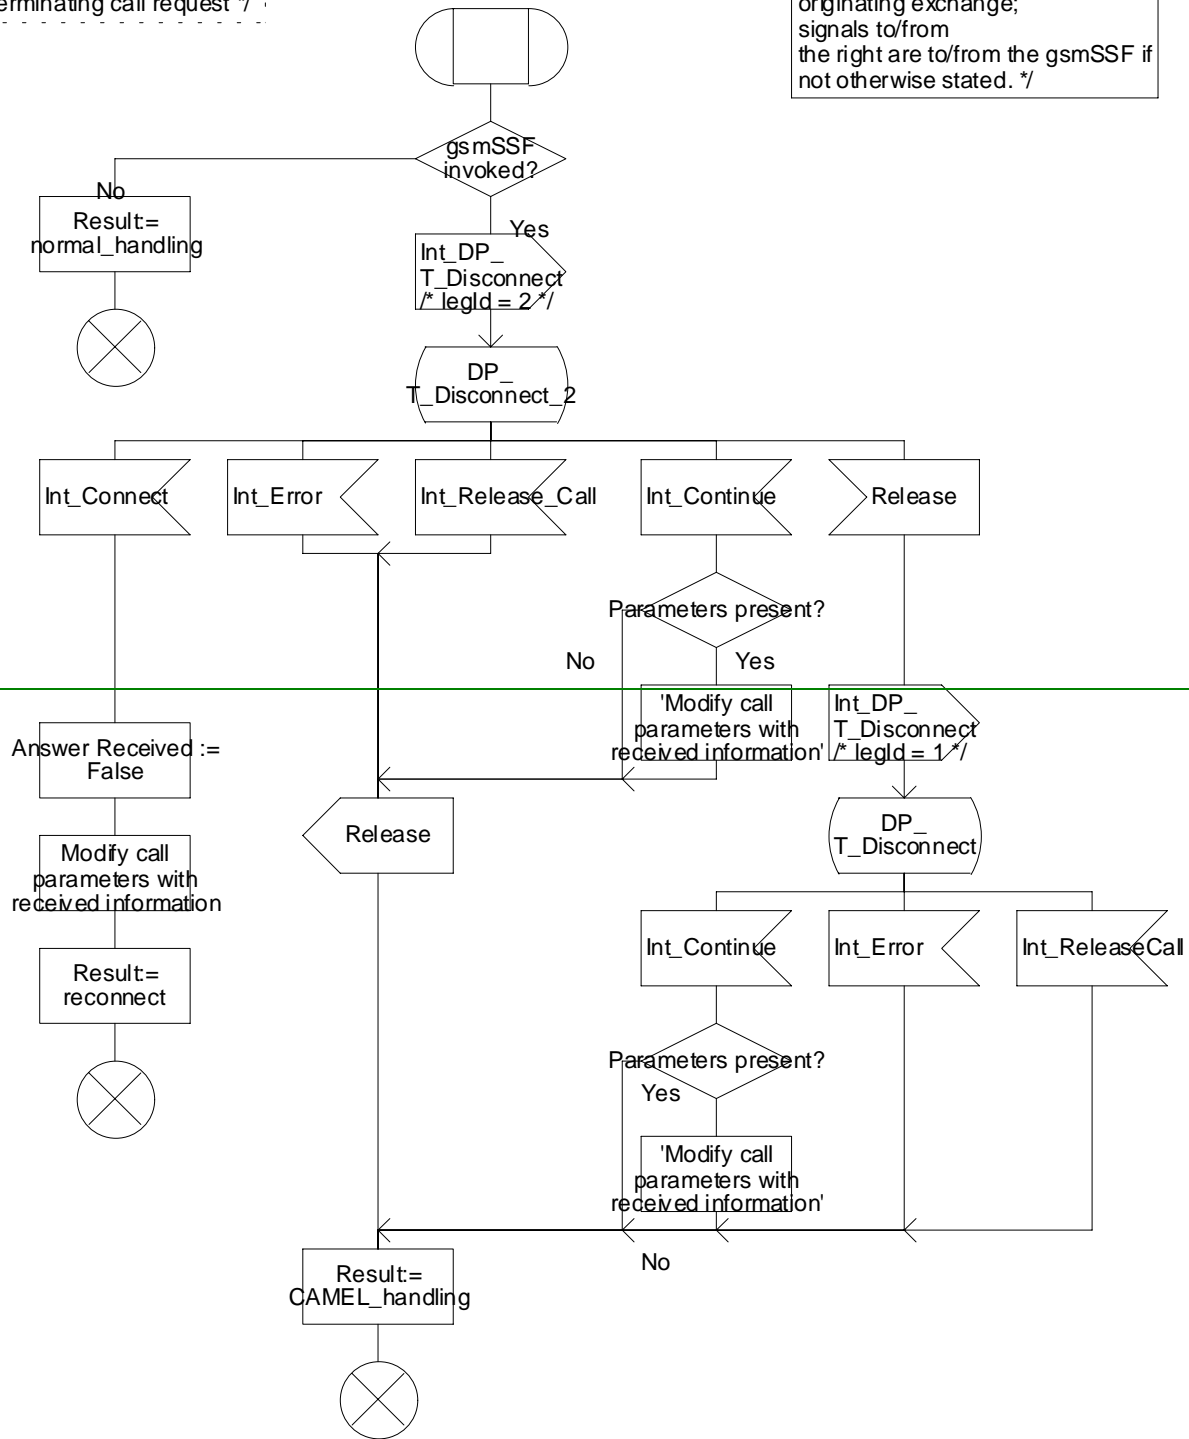 erminating call request */
originating exchange;
signals to/from
the right are to/from the gsmSSF if
not otherwise stated. */
gsmSSF
invoked?
No
Yes
Result:=
normal_handling
Int_DP_
T_Disconnect
/* legId = 2 */
DP_
T_Disconnect_2
Int_Connect
Int_Error
Int_Release_Call
Int_Continue
Release
Parameters present?
No
Yes
'Modify call
parameters with
received information'
Int_DP_
T_Disconnect
/* legId = 1 */
Answer Received :=
False
Release
DP_
T_Disconnect
Modify call
parameters with
received information
Int_Continue
Int_Error
Int_ReleaseCall
Result:=
reconnect
Parameters present?
Yes
'Modify call
parameters with
received information'
No
Result:=
CAMEL_handling